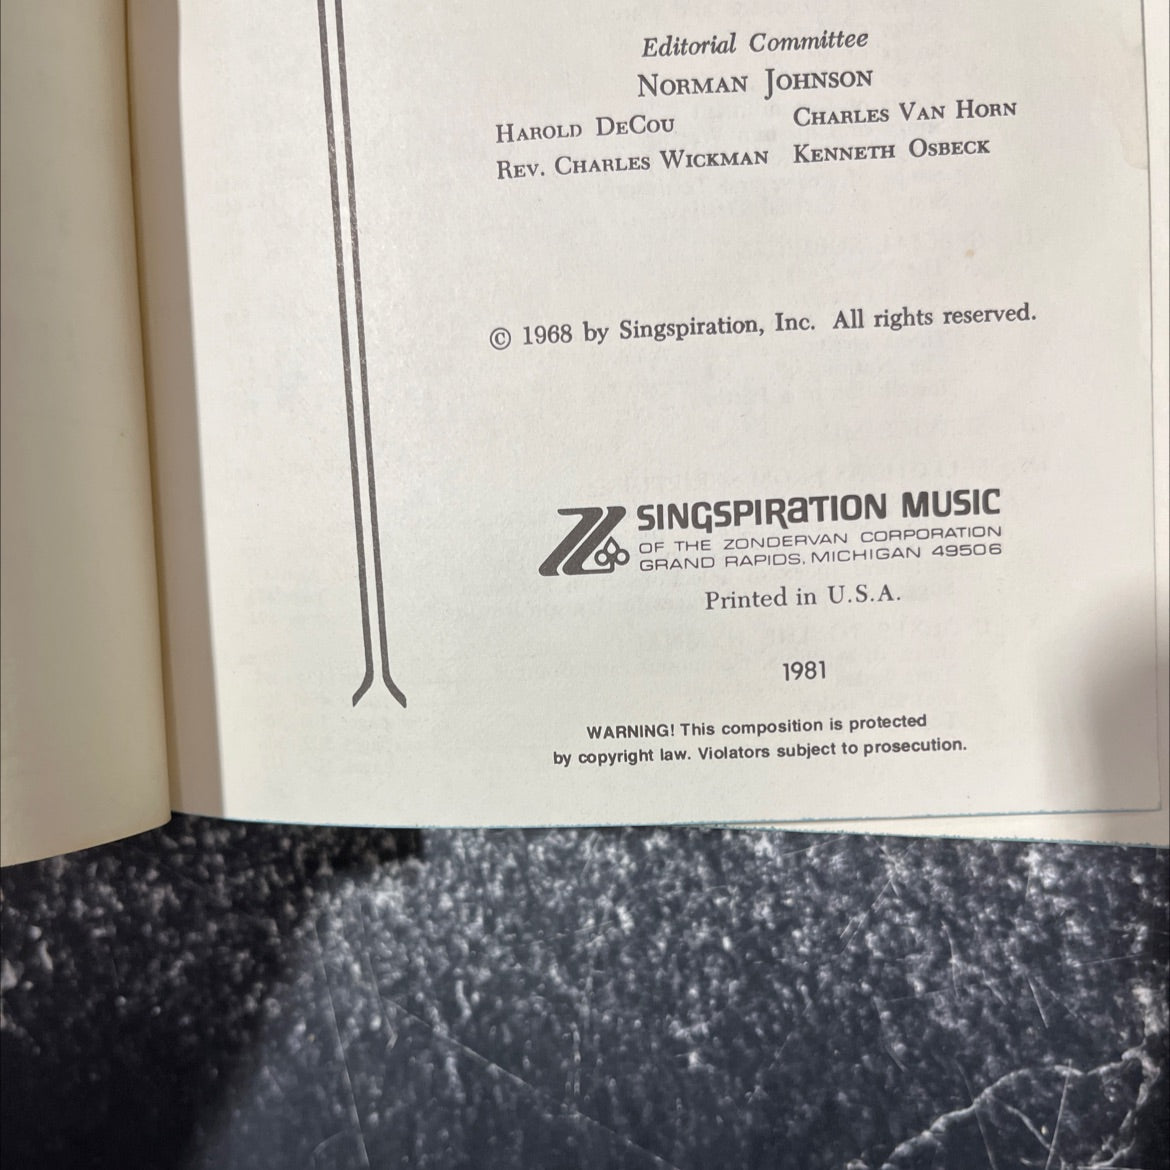 Editorial Committee
NORMAN JOHNSON
HAROLD DECOU CHARLES VAN HORN
REV. CHARLES WICKMAN KENNETH OSBECK
© 1968 by Singspiration, Inc. All rights reserved.
SINGSPIRaTION MUSIC
OF THE ZONDERVAN CORPORATION
GRAND RAPIDS, MICHIGAN 49506
Printed in U.S.A.
1981
WARNING! This composition is protected
by copyright law. Violators subject to prosecution.